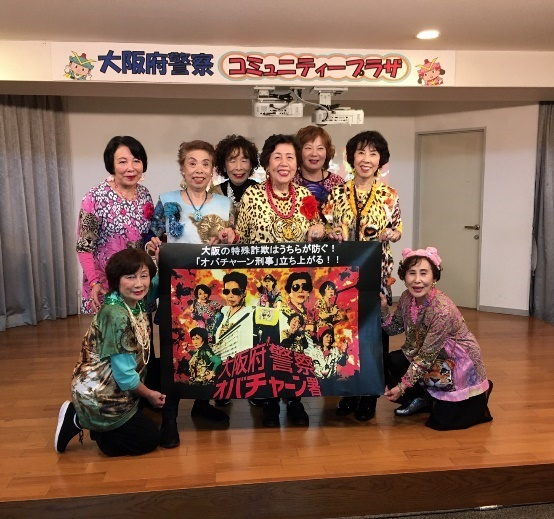 大阪府警察 コミュニティープラザ
大阪の特殊詐欺はうちらが防ぐ！
「オバチャーン刑事」立ち上がる！！
大阪府警察
オバチャーン署